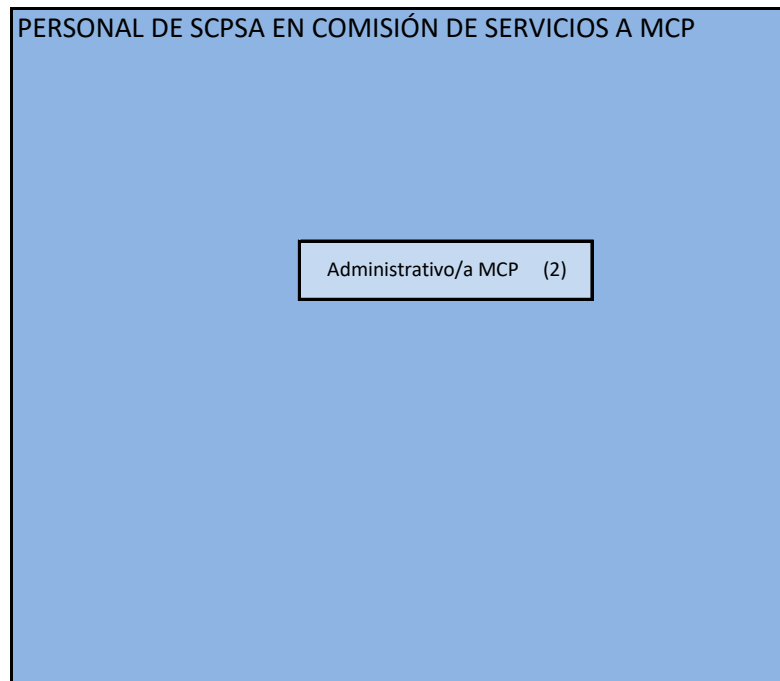 PERSONAL DE SCPSA EN COMISIÓN DE SERVICIOS A MCP
Administrativo/a MCP (2)